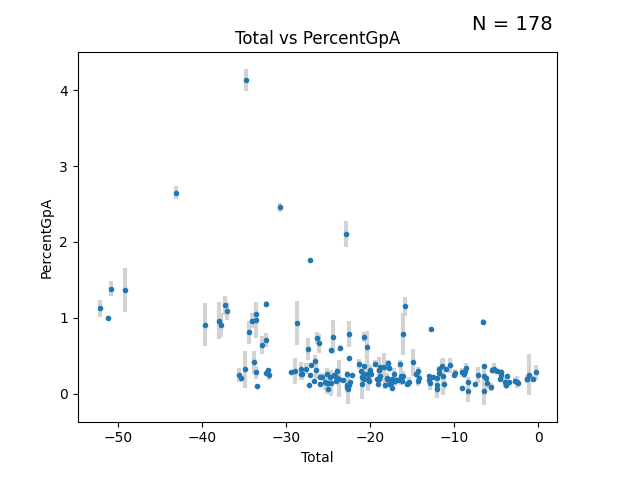 N = 178
Total vs PercentGpA
PercentGpA
4
3
2
1
0
−50 −40 −30 −20 −10 0
Total